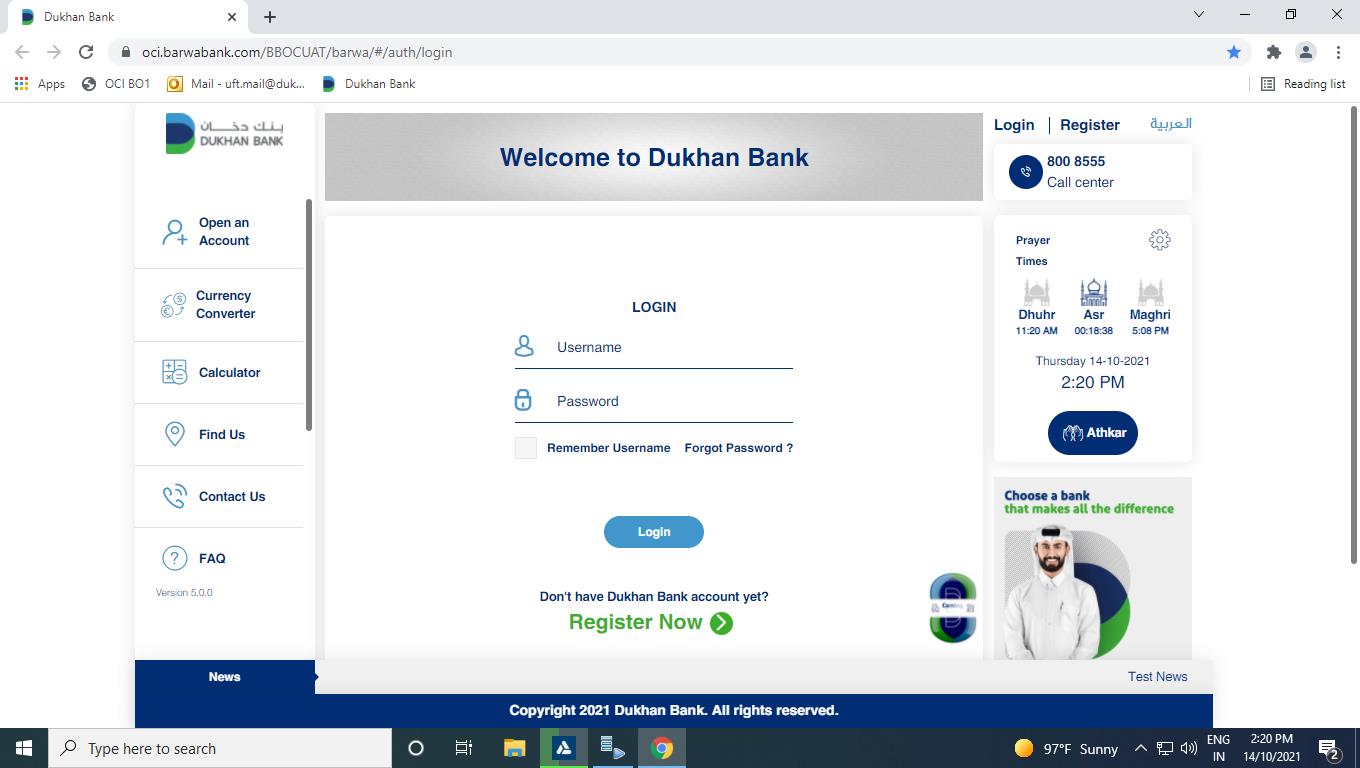 Dukhan Bank
oci.barwabank.com/BBOCUAT/barwa/#/auth/login
Apps
OCI BO1
Mail - uft.mail@duk...
Dukhan Bank
Reading list
بنك دخان
DUKHAN BANK
Open an
Account
Currency
Converter
Calculator
Find Us
Contact Us
FAQ
Version 5.0.0
Welcome to Dukhan Bank
LOGIN
Username
Password
Remember Username
Forgot Password ?
Login
Don't have Dukhan Bank account yet?
Register Now
Coming
Login
Register
العربية
800 8555
Call center
Prayer
Times
Dhuhr
Asr
Maghri
11:20 AM
00:18:38
5:08 PM
Thursday 14-10-2021
2:20 PM
Athkar
Choose a bank
that makes all the difference
News
Test News
Copyright 2021 Dukhan Bank. All rights reserved.
Type here to search
97°F Sunny
ENG
IN
2:20 PM
14/10/2021
2